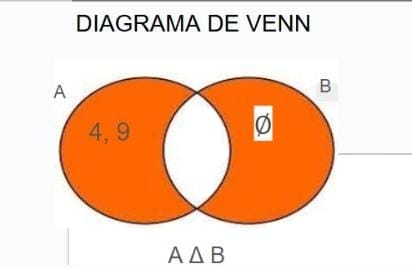 DIAGRAMA DE VENN
A
B
4, 9
Ø
A Δ B